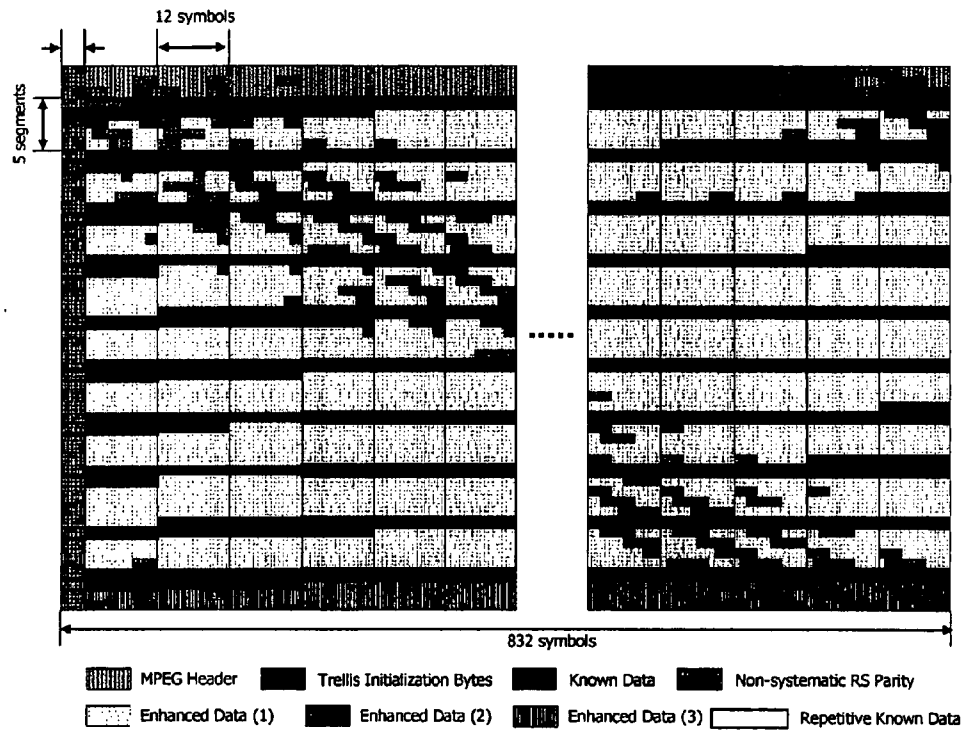 12 symbols
5 segments
832 symbols
MPEG Header
Trellis Initialization Bytes
Known Data
Non-systematic RS Parity
Enhanced Data (1)
Enhanced Data (2)
Enhanced Data (3)
Repetitive Known Data